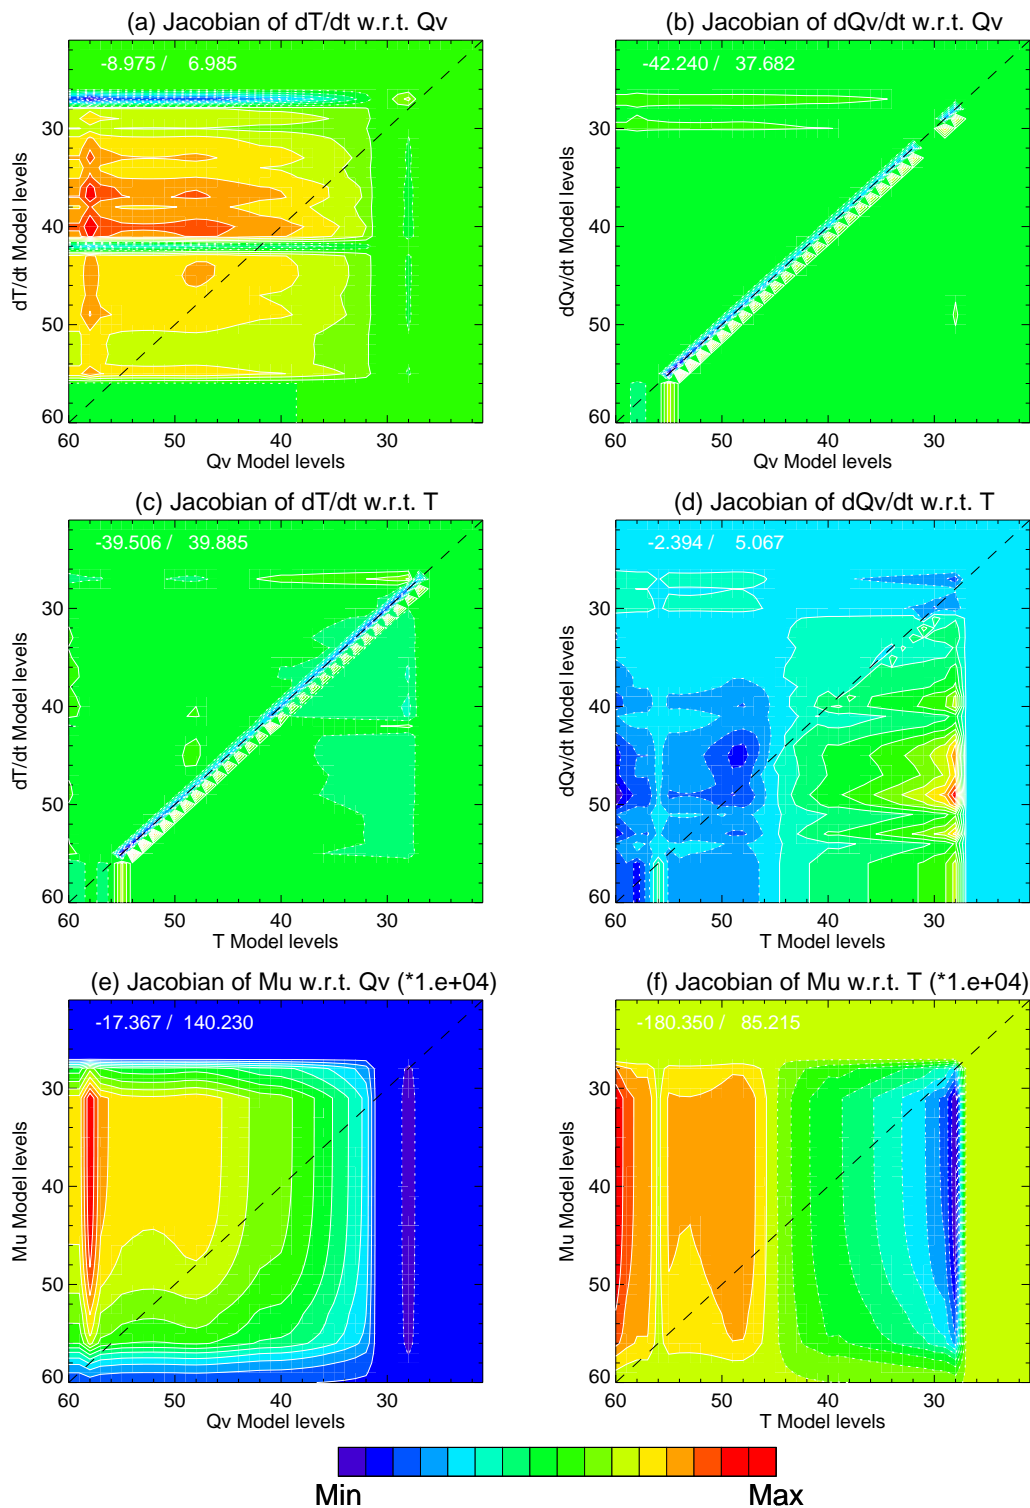 (a) Jacobian of dT/dt w.r.t. Qv
-8.975 / 6.985
30
40
50
60
dT/dt Model levels
60 50 40 30
Qv Model levels
(b) Jacobian of dQv/dt w.r.t. Qv
-42.240 / 37.682
30
40
50
60
dQv/dt Model levels
60 50 40 30
Qv Model levels
(c) Jacobian of dT/dt w.r.t. T
-39.506 / 39.885
30
40
50
60
dT/dt Model levels
60 50 40 30
T Model levels
(d) Jacobian of dQv/dt w.r.t. T
-2.394 / 5.067
30
40
50
60
dQv/dt Model levels
60 50 40 30
T Model levels
(e) Jacobian of Mu w.r.t. Qv (*1.e+04)
-17.367 / 140.230
30
40
50
60
Mu Model levels
60 50 40 30
Qv Model levels
(f) Jacobian of Mu w.r.t. T (*1.e+04)
-180.350 / 85.215
30
40
50
60
Mu Model levels
60 50 40 30
T Model levels
Min Max